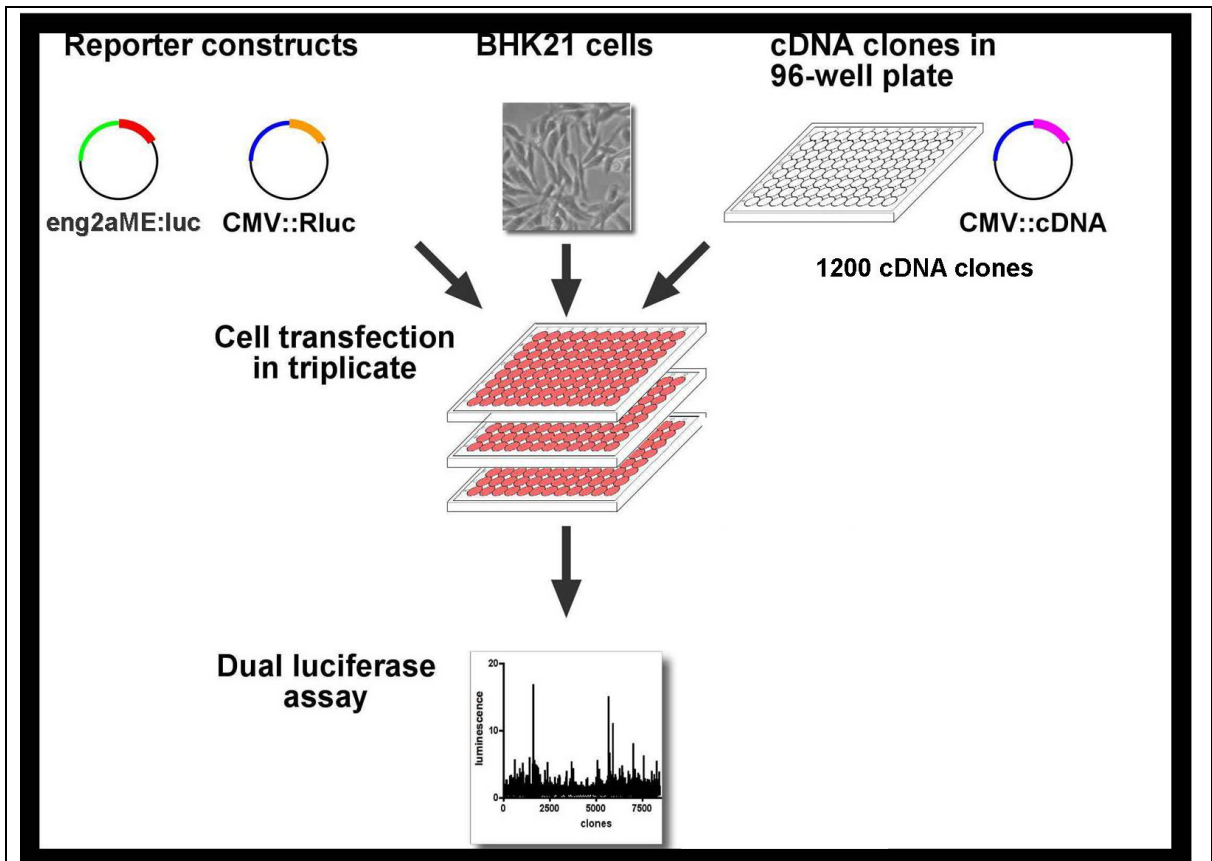 Reporter constructs
BHK21 cells
cDNA clones in
96-well plate
eng2aME:luc
CMV::Rluc
CMV::cDNA
1200 cDNA clones
Cell transfection
in triplicate
Dual luciferase
assay
luminescence
20
10
0
0 2500 5000 7500
clones